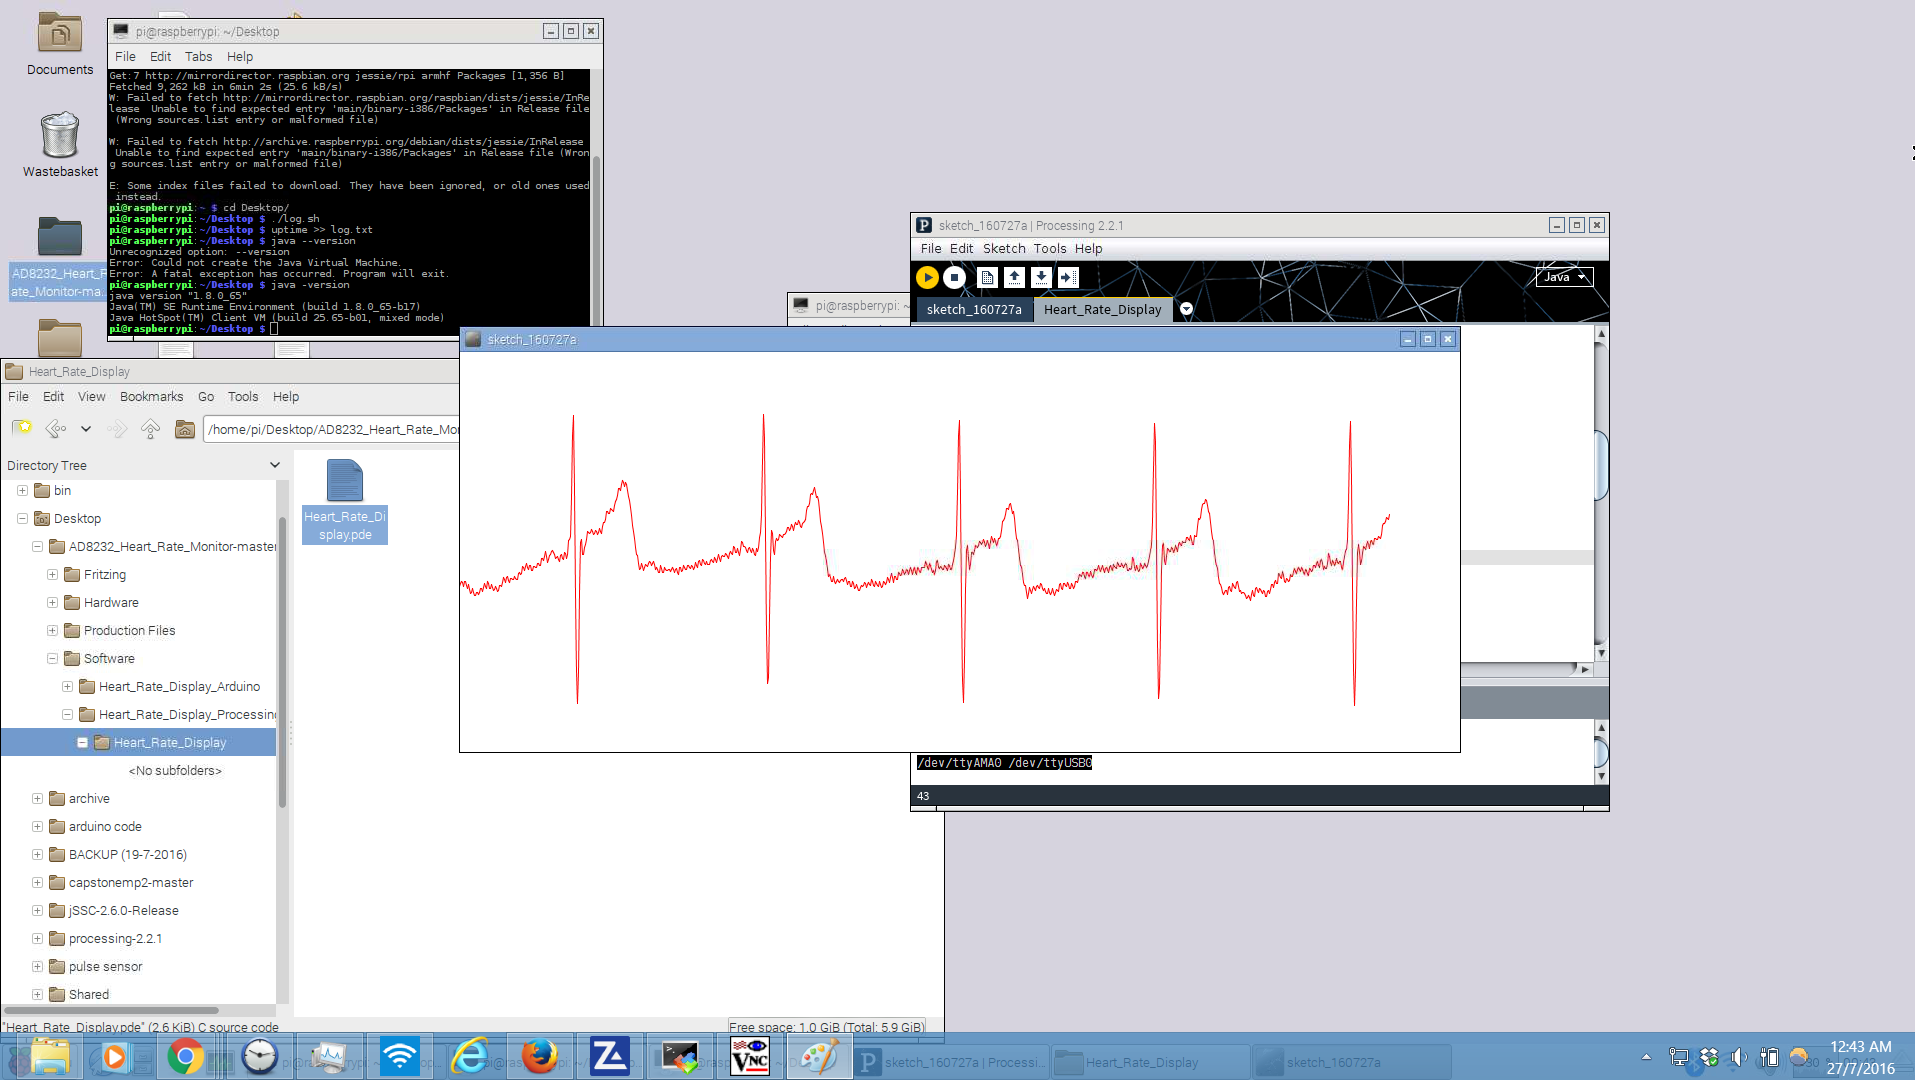 Documents
Wastebasket
AD8232_Heart_R
ate_Monitor-ma
pi@raspberrypi: ~/Desktop
File Edit Tabs Help
Get:7 http://mirrordirector.raspbian.org jessie/rpi armhf Packages [1,356 B]
Fetched 9,262 kB in 6min 2s (25.6 kB/s)
W: Failed to fetch http://mirrordirector.raspbian.org/raspbian/dists/jessie/InRe
lease  Unable to find expected entry 'main/binary-i386/Packages' in Release file
(Wrong sources.list entry or malformed file)
W: Failed to fetch http://archive.raspberrypi.org/debian/dists/jessie/InRelease
Unable to find expected entry 'main/binary-i386/Packages' in Release file (Wron
g sources.list entry or malformed file)
E: Some index files failed to download. They have been ignored, or old ones used
instead.
pi@raspberrypi:~ $ cd Desktop/
pi@raspberrypi:~/Desktop $ ./log.sh
pi@raspberrypi:~/Desktop $ uptime >> log.txt
pi@raspberrypi:~/Desktop $ java --version
Unrecognized option: --version
Error: Could not create the Java Virtual Machine.
Error: A fatal exception has occurred. Program will exit.
pi@raspberrypi:~/Desktop $ java -version
java version "1.8.0_65"
Java(TM) SE Runtime Environment (build 1.8.0_65-b17)
Java HotSpot(TM) Client VM (build 25.65-b01, mixed mode)
pi@raspberrypi:~/Desktop $
pi@raspberrypi: ~
sketch_160727a | Processing 2.2.1
File Edit Sketch Tools Help
Java
sketch_160727a Heart_Rate_Display
sketch_160727a
/dev/ttyAMA0 /dev/ttyUSB0
43
Heart_Rate_Display
File Edit View Bookmarks Go Tools Help
/home/pi/Desktop/AD8232_Heart_Rate_Mo
Directory Tree
bin
Desktop
AD8232_Heart_Rate_Monitor-master
Fritzing
Hardware
Production Files
Software
Heart_Rate_Display_Arduino
Heart_Rate_Display_Processing
Heart_Rate_Display
<No subfolders>
archive
arduino code
BACKUP (19-7-2016)
capstonemp2-master
jSSC-2.6.0-Release
processing-2.2.1
pulse sensor
Shared
Heart_Rate_Di
splay.pde
"Heart_Rate_Display.pde" (2.6 KiB) C source code
Free space: 1.0 GiB (Total: 5.9 GiB)
VNC
sketch_160727a | Processi...
Heart_Rate_Display
sketch_160727a
12:43 AM
27/7/2016